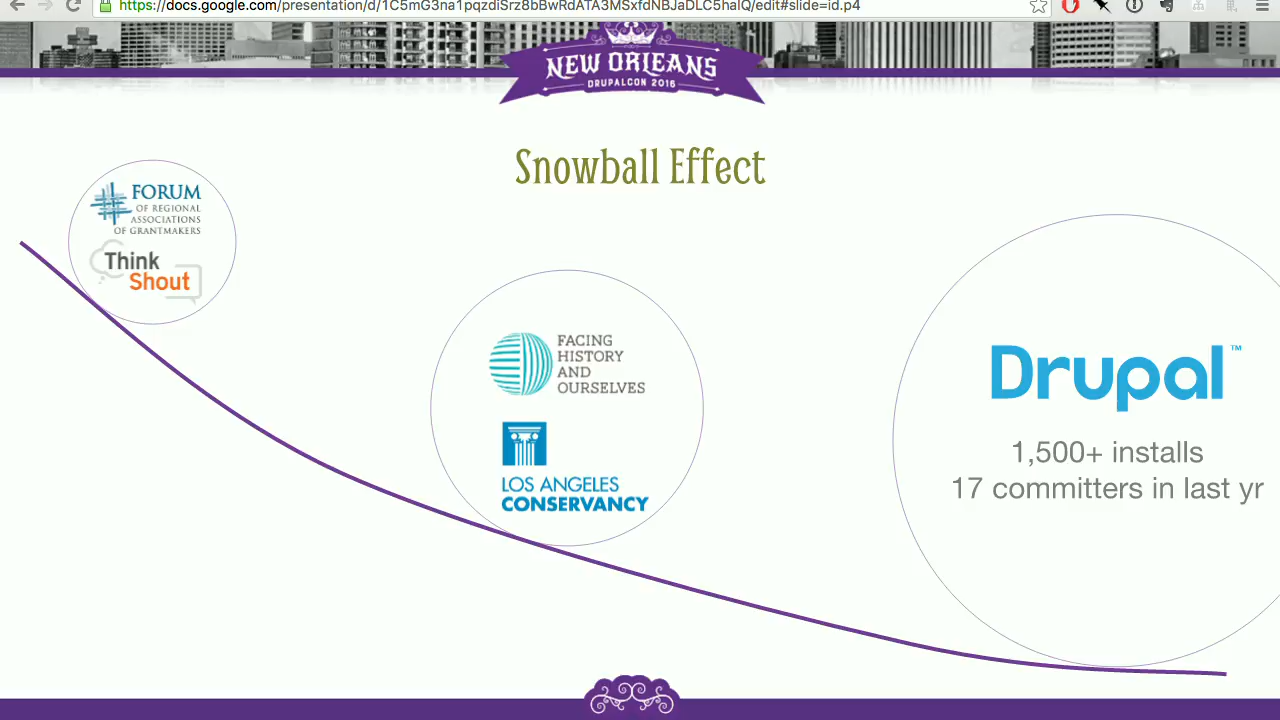 https://docs.google.com/presentation/d/1C5mG3na1pqzdiSrz8bBwRdATA3MSxfdNBJaDLC5halQ/edit#slide=id.p4
NEW ORLEANS
DRUPALCON 2016
Snowball Effect
FORUM
OF REGIONAL
ASSOCIATIONS
OF GRANTMAKERS
Think
Shout
FACING
HISTORY
AND
OURSELVES
LOS ANGELES
CONSERVANCY
Drupal™
1,500+ installs
17 committers in last yr